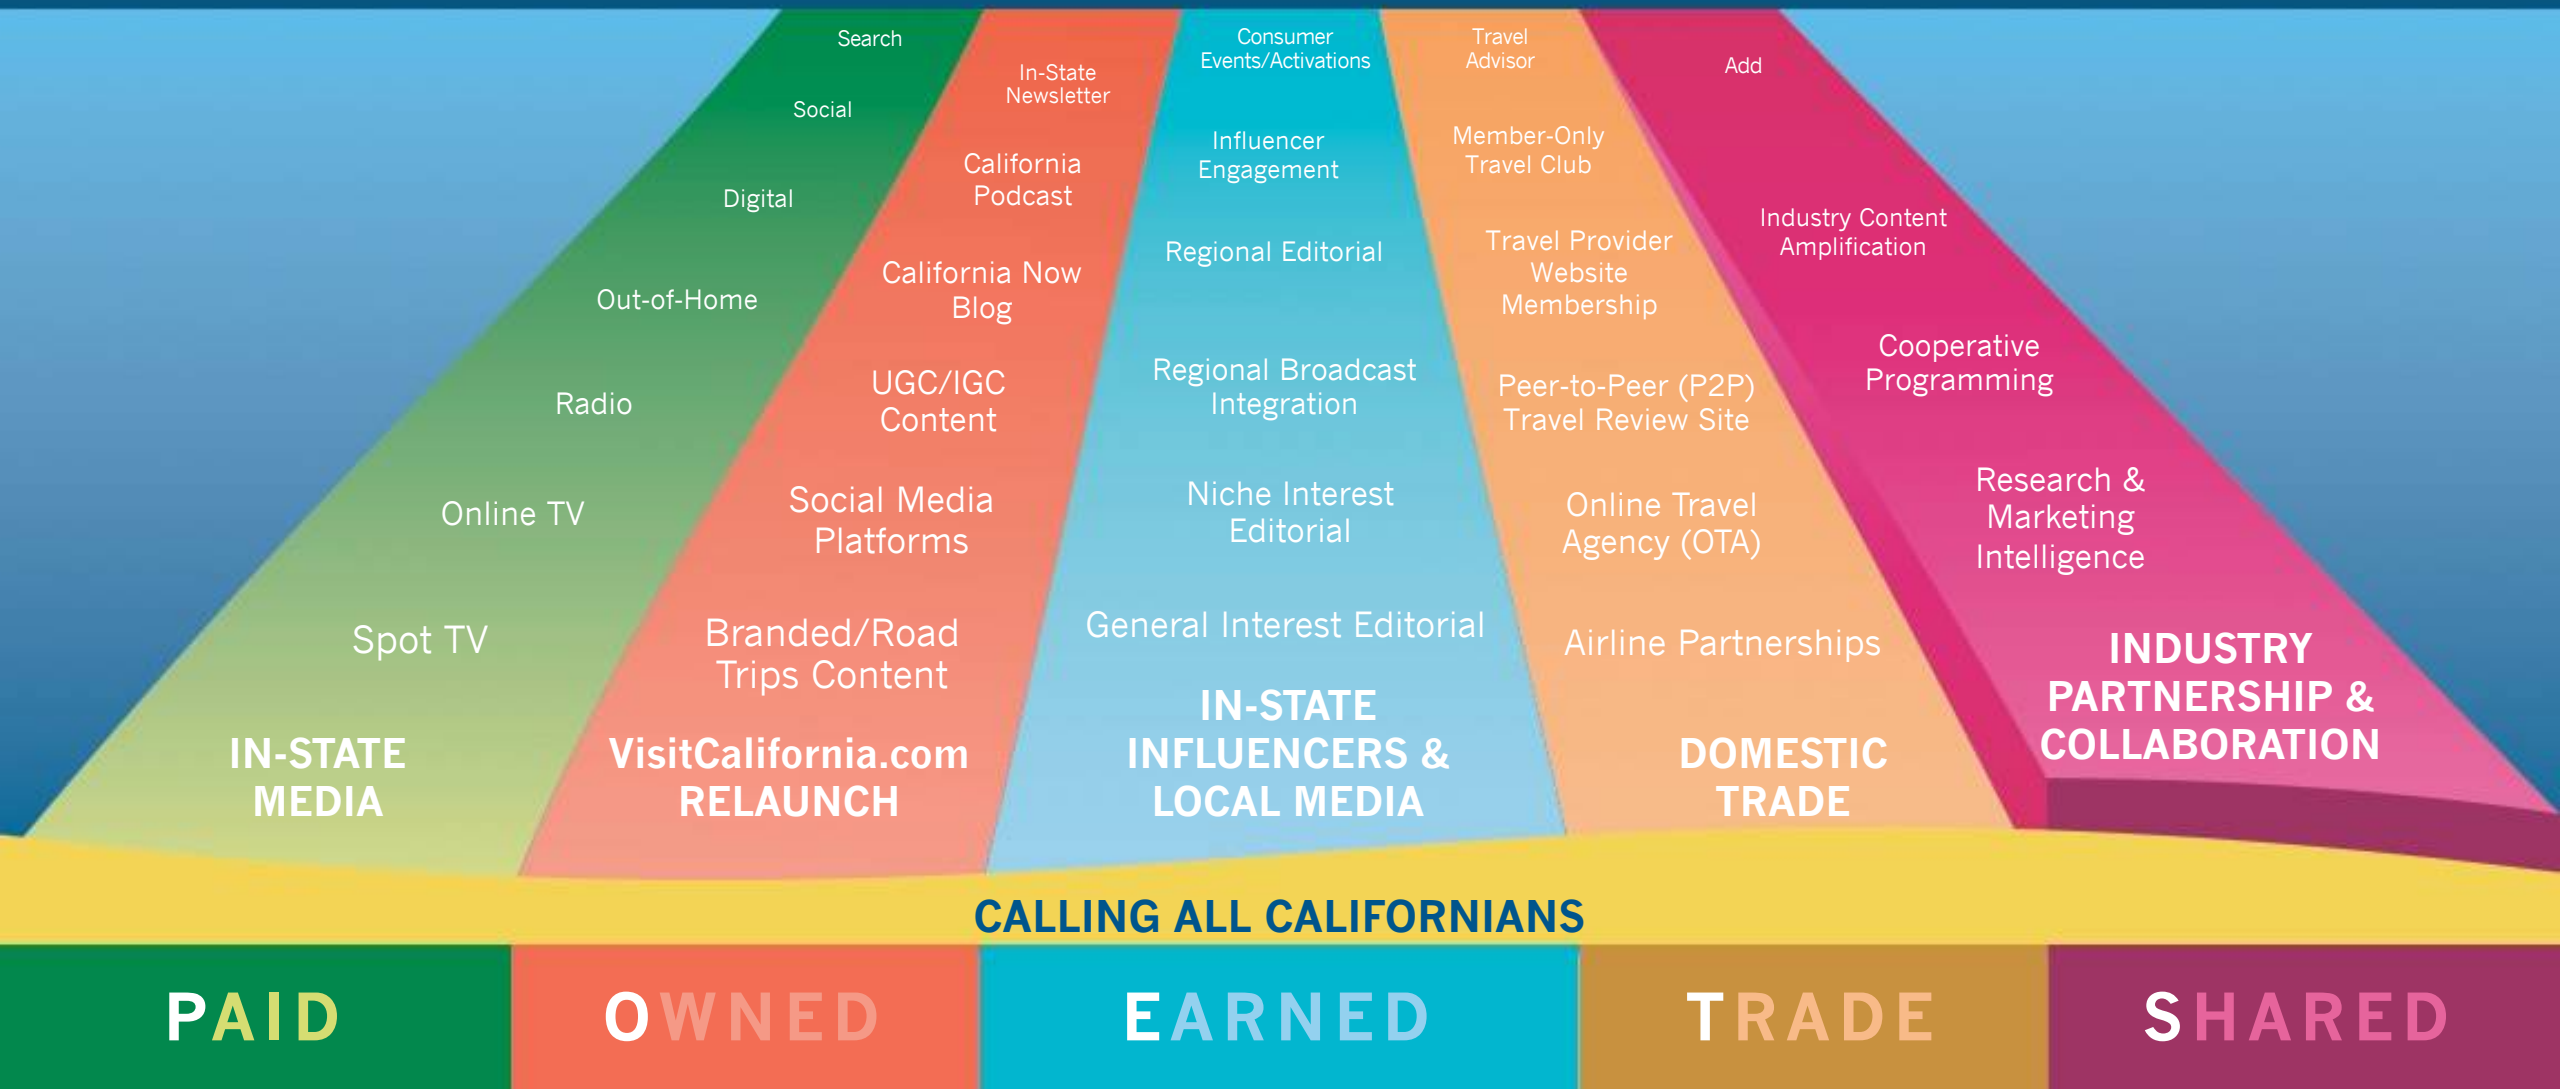 Search
Social
Digital
Out-of-Home
Radio
Online TV
Spot TV
IN-STATE
MEDIA
In-State
Newsletter
California
Podcast
California Now
Blog
UGC/IGC
Content
Social Media
Platforms
Branded/Road
Trips Content
VisitCalifornia.com
RELAUNCH
Consumer
Events/Activations
Influencer
Engagement
Regional Editorial
Regional Broadcast
Integration
Niche Interest
Editorial
General Interest Editorial
IN-STATE
INFLUENCERS &
LOCAL MEDIA
Travel
Advisor
Member-Only
Travel Club
Travel Provider
Website
Membership
Peer-to-Peer (P2P)
Travel Review Site
Online Travel
Agency (OTA)
Airline Partnerships
DOMESTIC
TRADE
Add
Industry Content
Amplification
Cooperative
Programming
Research &
Marketing
Intelligence
INDUSTRY
PARTNERSHIP &
COLLABORATION
CALLING ALL CALIFORNIANS
PAID
OWNED
EARNED
TRADE
SHARED